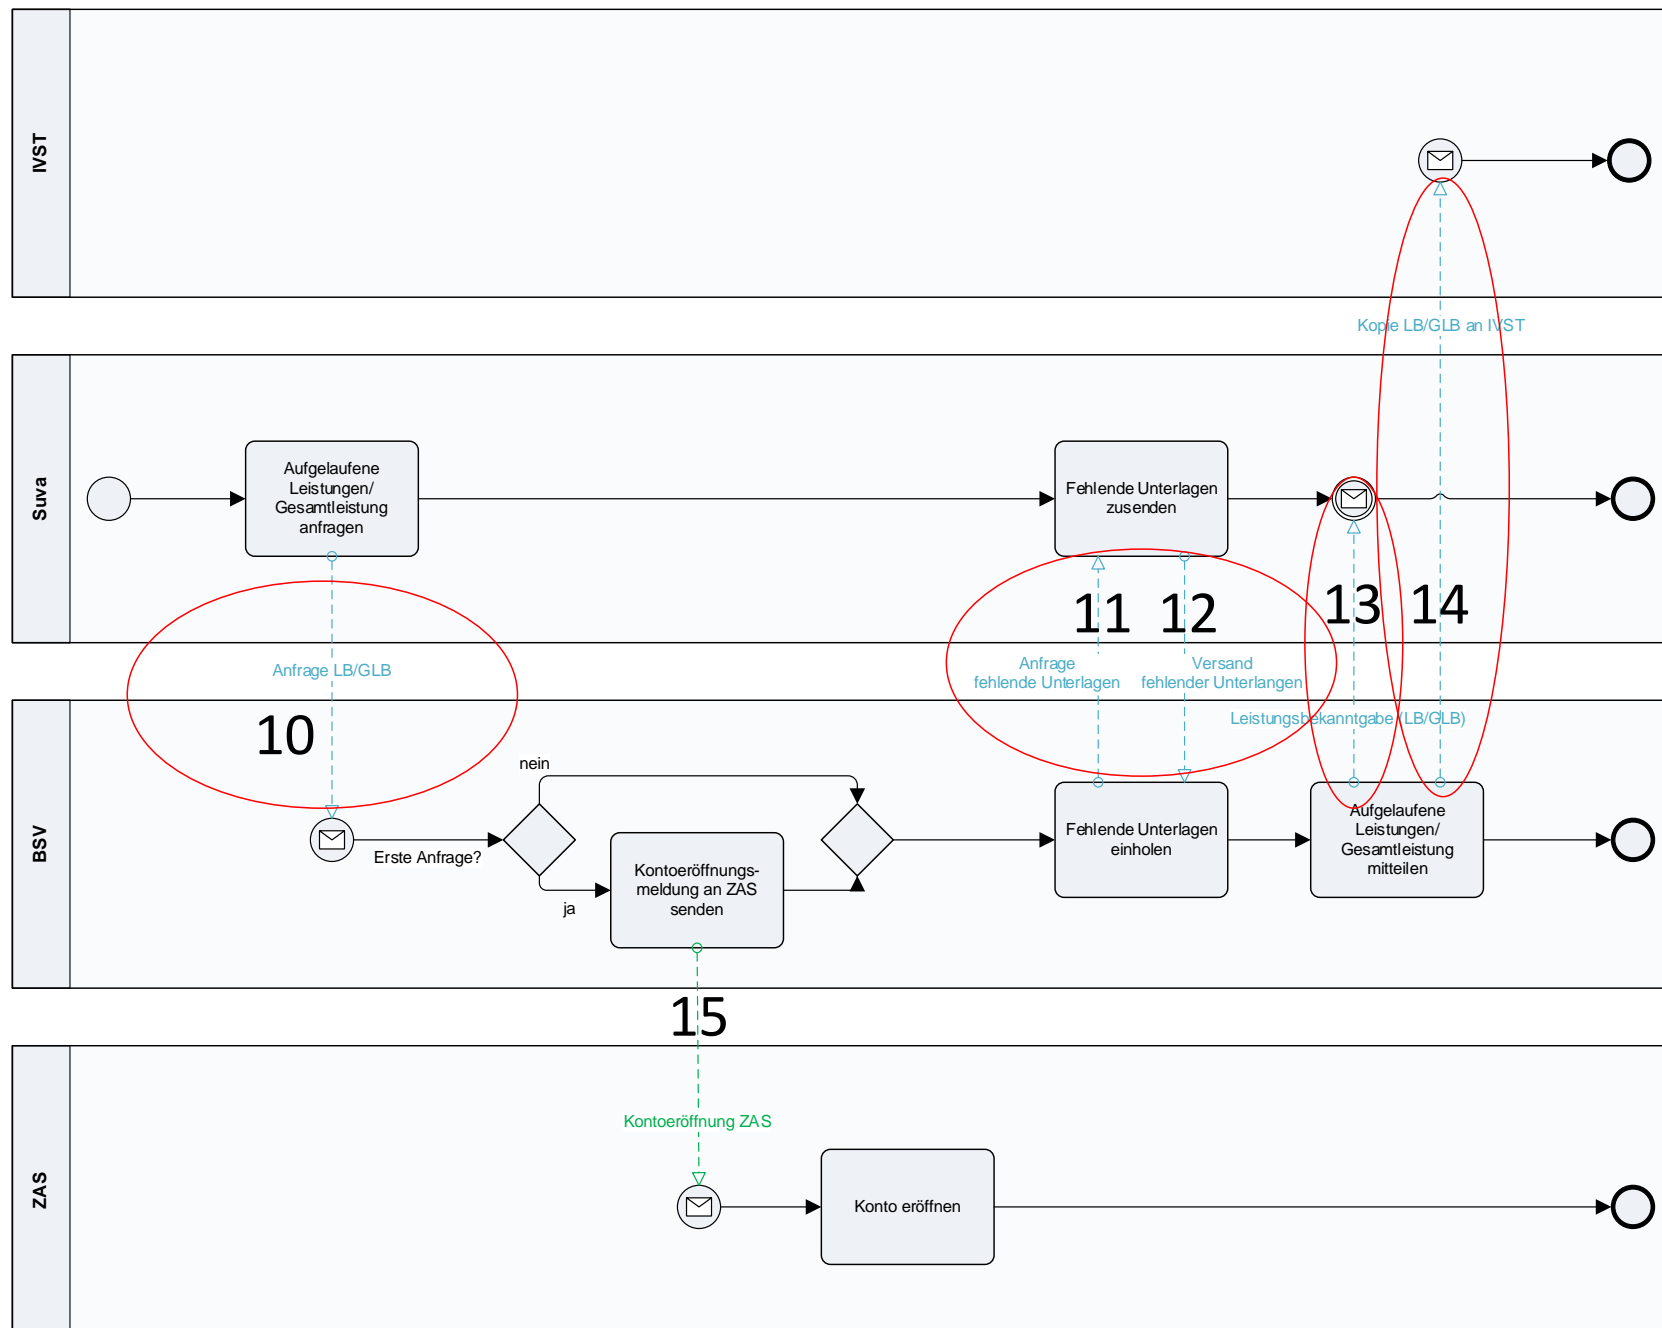 IVST
Kopie LB/GLB an IVST
Suva
Aufgelaufene
Leistungen/
Gesamtleistung
anfragen
Fehlende Unterlagen
zusenden
11
12
13
14
Anfrage LB/GLB
10
Anfrage
fehlende Unterlagen
Versand
fehlender Unterlangen
Leistungsbekanntgabe (LB/GLB)
BSV
Erste Anfrage?
nein
ja
Kontoeröffnungs-
meldung an ZAS
senden
Fehlende Unterlagen
einholen
Aufgelaufene
Leistungen/
Gesamtleistung
mitteilen
15
Kontoeröffnung ZAS
ZAS
Konto eröffnen